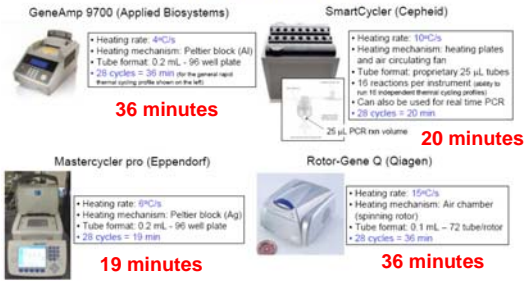 GeneAmp 9700 (Applied Biosystems)
• Heating rate: 4ºC/s
• Heating mechanism: Peltier block (Al)
• Tube format: 0.2 mL - 96 well plate
• 28 cycles = 36 min (for the general rapid
thermal cycling profile shown on the left)
36 minutes
SmartCycler (Cepheid)
• Heating rate: 10ºC/s
• Heating mechanism: heating plates
and air circulating fan
• Tube format: proprietary 25 µL tubes
• 16 reactions per instrument (ability to
run 16 independent thermal cycling profiles)
• Can also be used for real time PCR
• 28 cycles = 20 min
25 µL PCR rxn volume
20 minutes
Mastercycler pro (Eppendorf)
• Heating rate: 6ºC/s
• Heating mechanism: Peltier block (Ag)
• Tube format: 0.2 mL - 96 well plate
• 28 cycles = 19 min
19 minutes
Rotor-Gene Q (Qiagen)
• Heating rate: 15ºC/s
• Heating mechanism: Air chamber
(spinning rotor)
• Tube format: 0.1 mL – 72 tube/rotor
• 28 cycles = 36 min
36 minutes